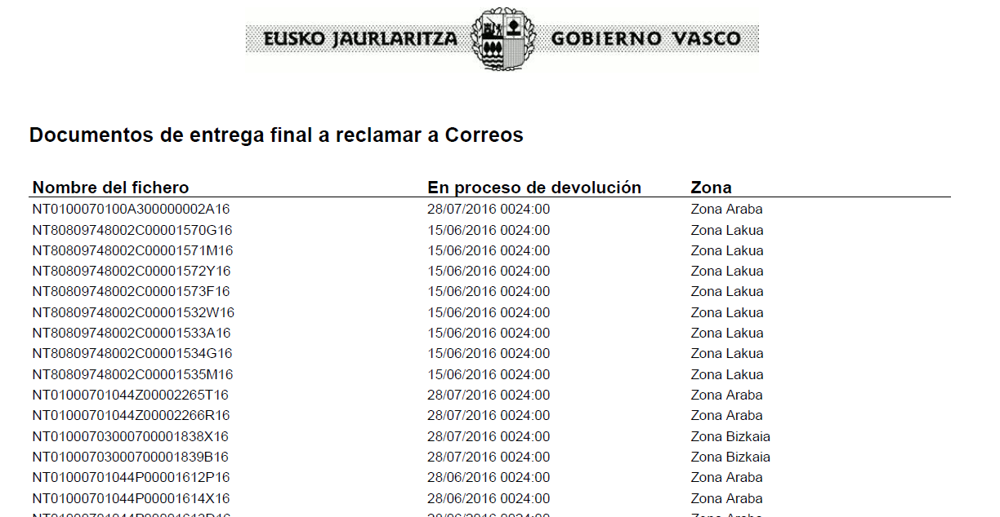 EUSKO JAURLARITZA GOBIERNO VASCO
Documentos de entrega final a reclamar a Correos
Nombre del fichero En proceso de devolución Zona
NT0100070100A300000002A16 28/07/2016 0024:00 Zona Araba
NT80809748002C00001570G16 15/06/2016 0024:00 Zona Lakua
NT80809748002C00001571M16 15/06/2016 0024:00 Zona Lakua
NT80809748002C00001572Y16 15/06/2016 0024:00 Zona Lakua
NT80809748002C00001573F16 15/06/2016 0024:00 Zona Lakua
NT80809748002C00001532W16 15/06/2016 0024:00 Zona Lakua
NT80809748002C00001533A16 15/06/2016 0024:00 Zona Lakua
NT80809748002C00001534G16 15/06/2016 0024:00 Zona Lakua
NT80809748002C00001535M16 15/06/2016 0024:00 Zona Lakua
NT01000701044Z00002265T16 28/07/2016 0024:00 Zona Araba
NT01000701044Z00002266R16 28/07/2016 0024:00 Zona Araba
NT01000703000700001838X16 28/07/2016 0024:00 Zona Bizkaia
NT01000703000700001839B16 28/07/2016 0024:00 Zona Bizkaia
NT01000701044P00001612P16 28/06/2016 0024:00 Zona Araba
NT01000701044P00001614X16 28/06/2016 0024:00 Zona Araba